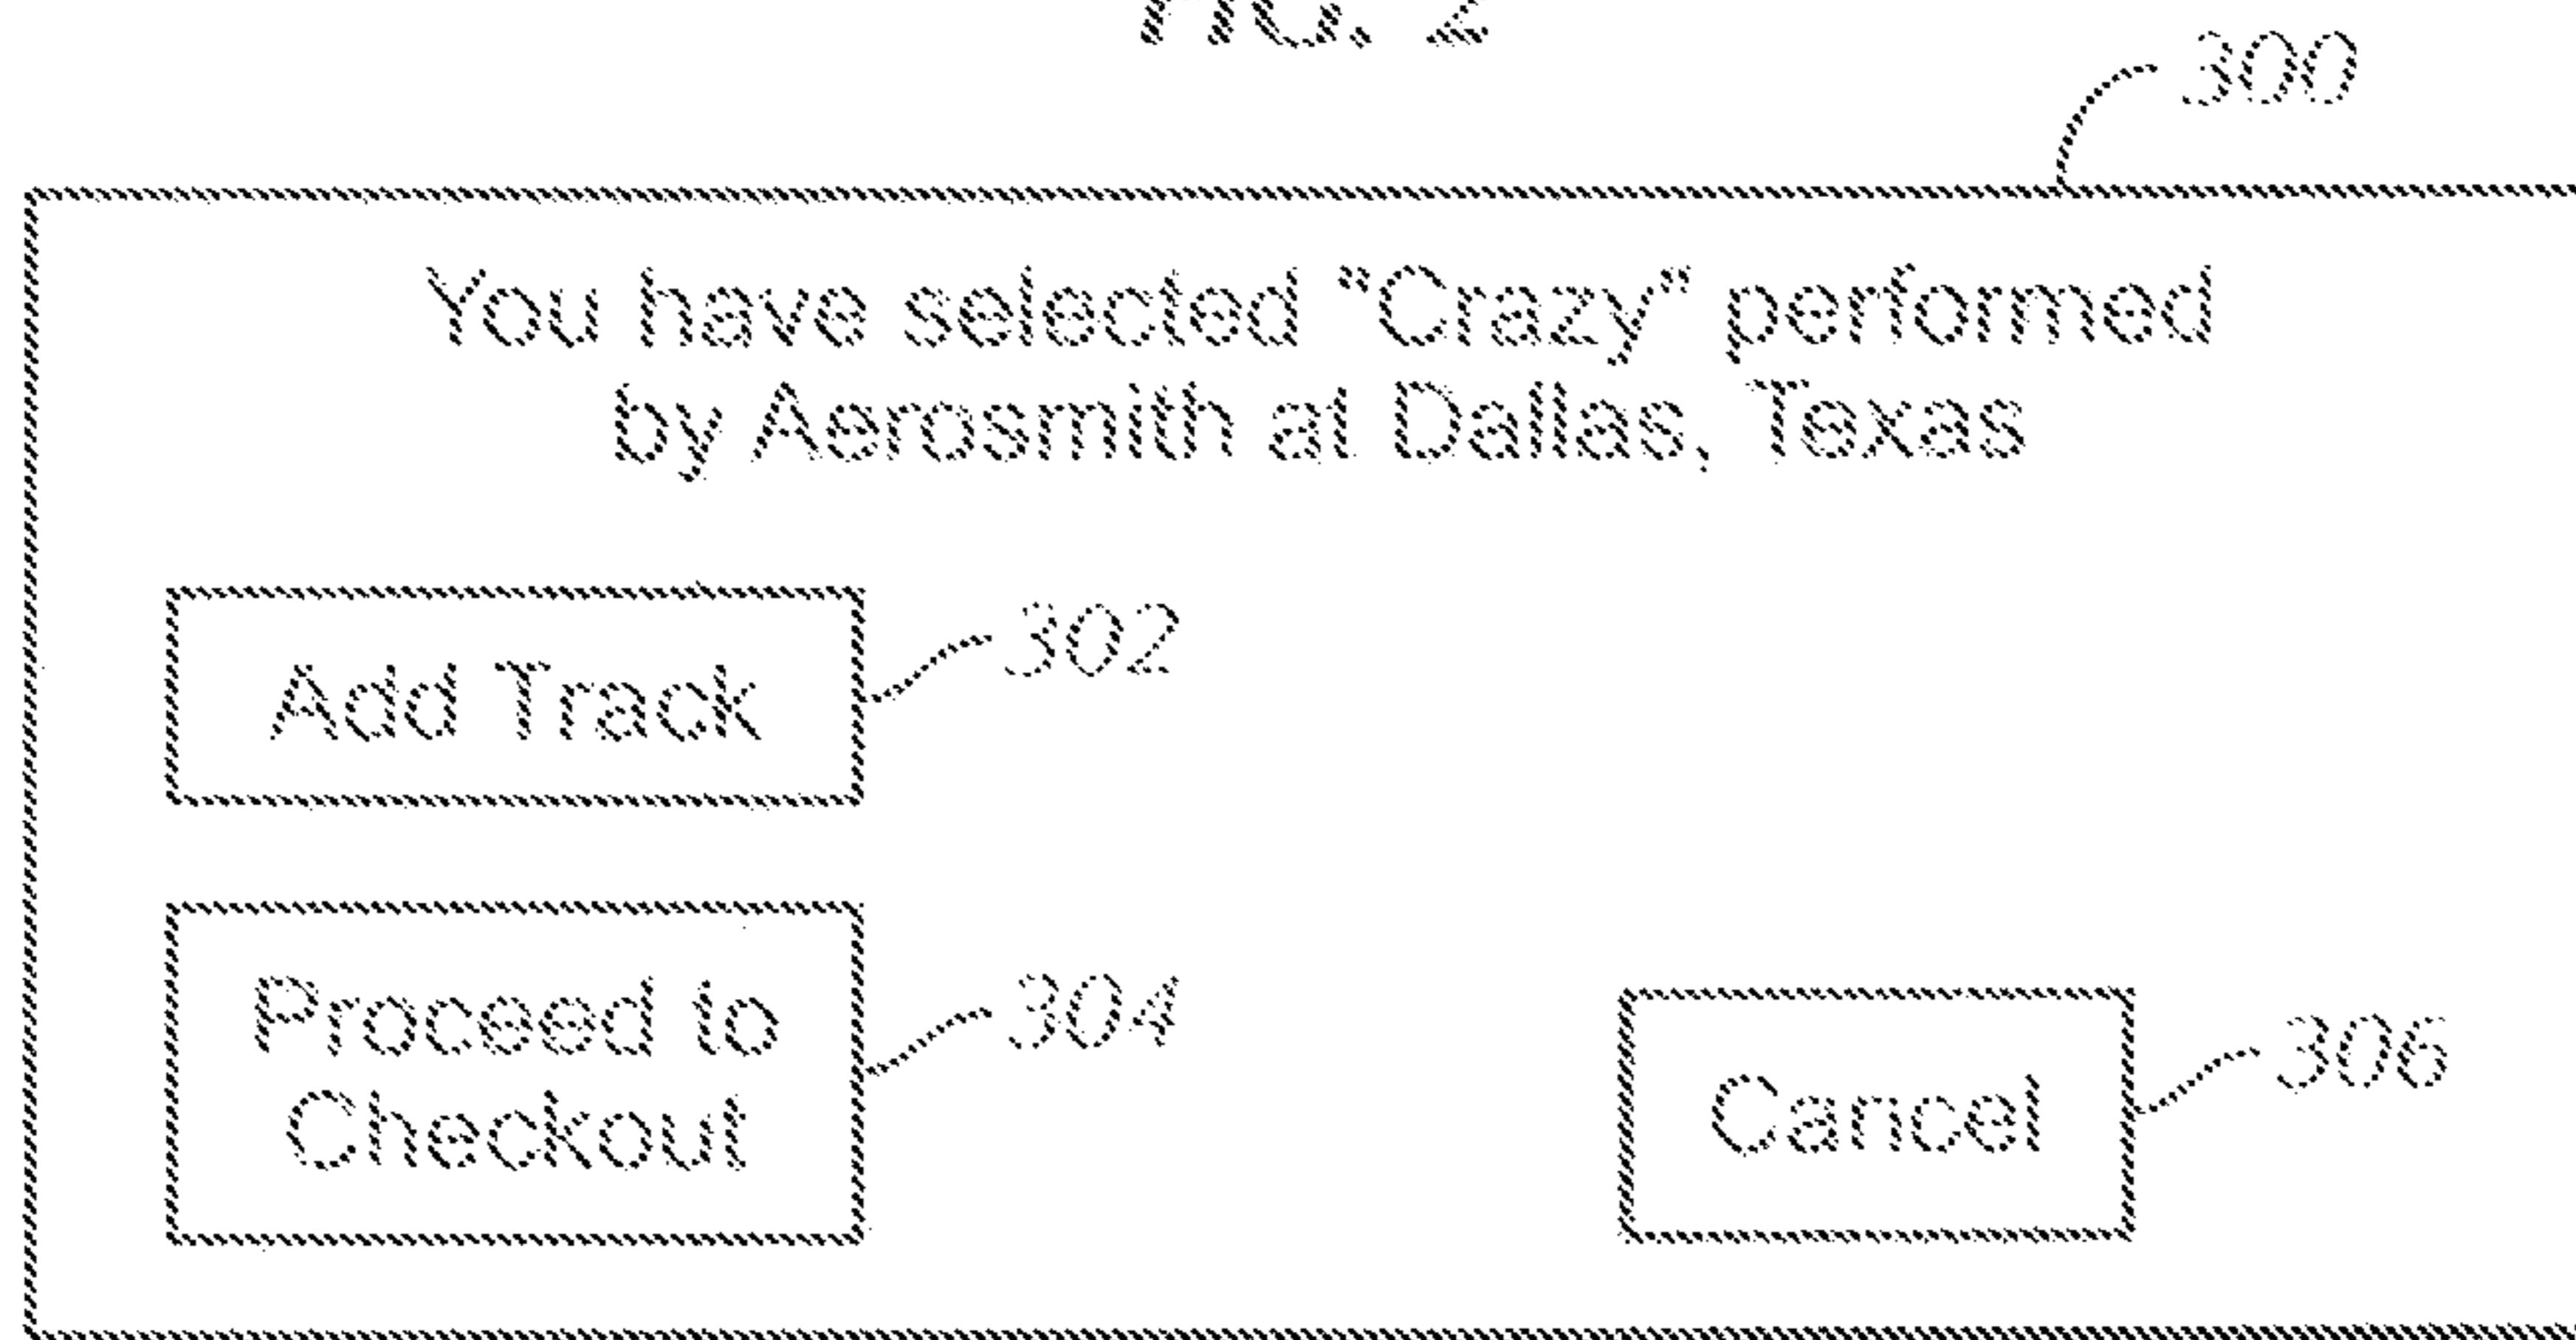 FIG. 2
300
You have selected "Crazy" performed
by Aerosmith at Dallas, Texas
Add Track
302
Proceed to
Checkout
304
Cancel
306